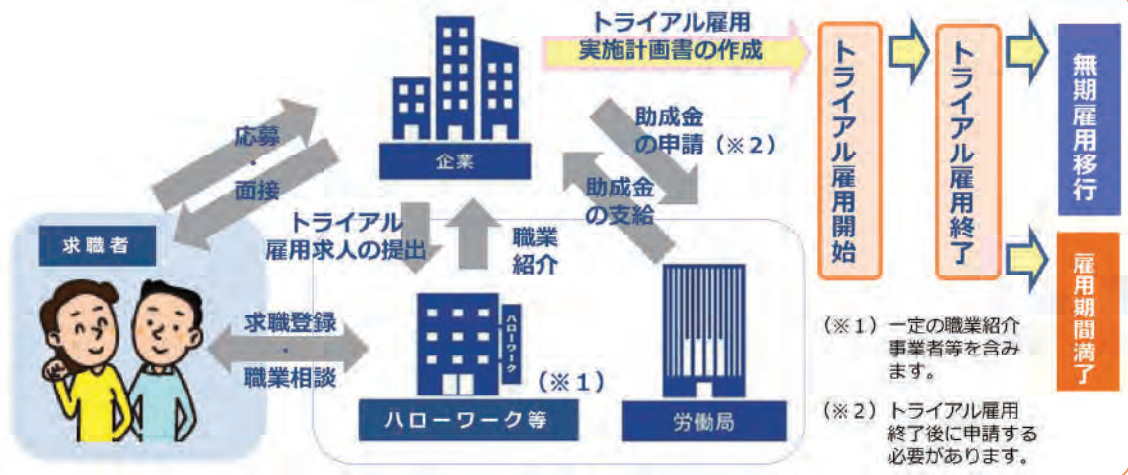 トライアル雇用
実施計画書の作成
トライアル雇用開始
トライアル雇用終了
無期雇用移行
雇用期間満了
企業
応募
・
面接
助成金
の申請(※2)
助成金
の支給
トライアル
雇用求人の提出
職業
紹介
求職者
求職登録
・
職業相談
ハローワーク
(※1)
ハローワーク等
労働局
(※1)一定の職業紹介
事業者等を含み
ます。
(※2)トライアル雇用
終了後に申請する
必要があります。